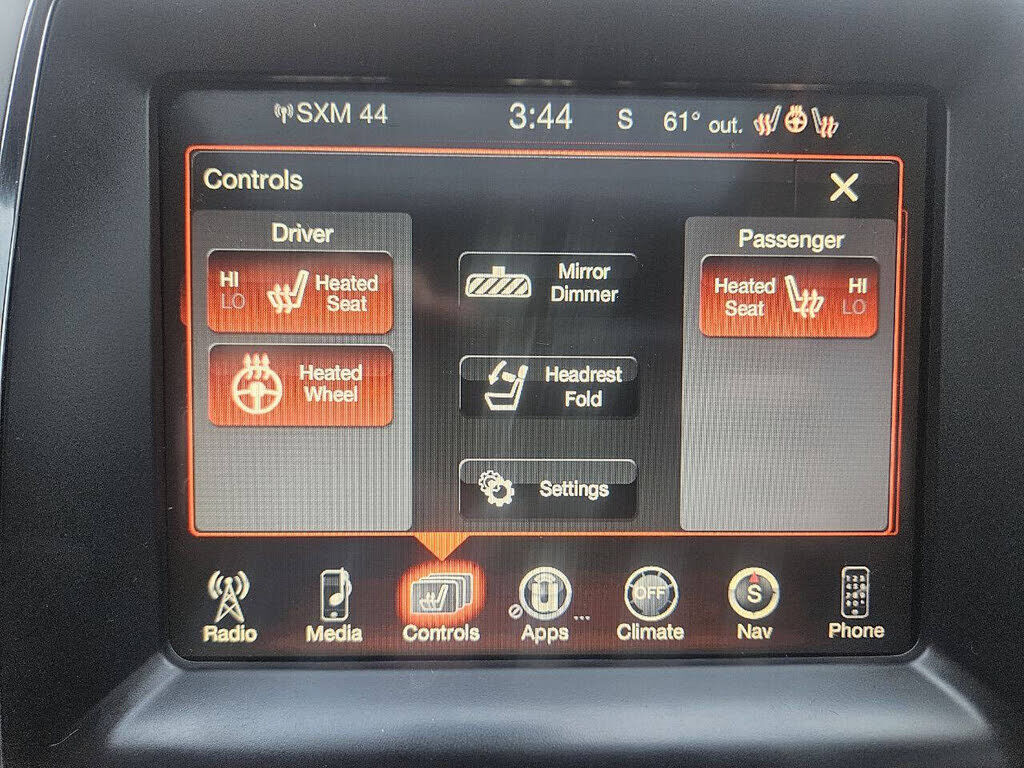 SXM 44 3:44 S 61° out.
Controls
Driver
HI
LO
Heated
Seat
Heated
Wheel
Mirror
Dimmer
Headrest
Fold
Settings
Passenger
Heated
Seat
HI
LO
Radio
Media
Controls
Apps
...
OFF
Climate
S
Nav
Phone